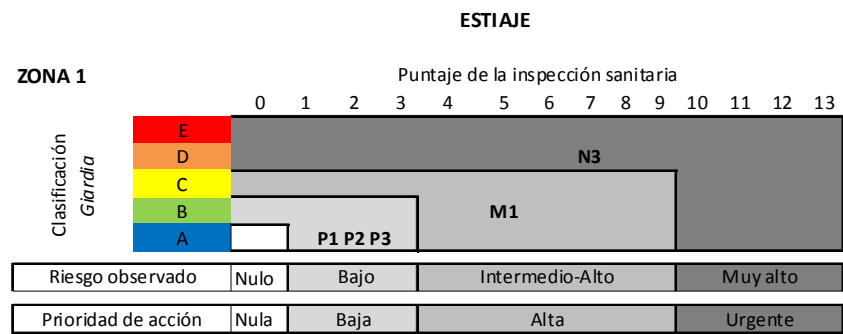 ESTIAJE
ZONA 1
Puntaje de la inspección sanitaria
0 1 2 3 4 5 6 7 8 9 10 11 12 13
Clasificación
Giardia
E
D N3
C
B M1
A P1 P2 P3
Riesgo observado Nulo Bajo Intermedio-Alto Muy alto
Prioridad de acción Nula Baja Alta Urgente